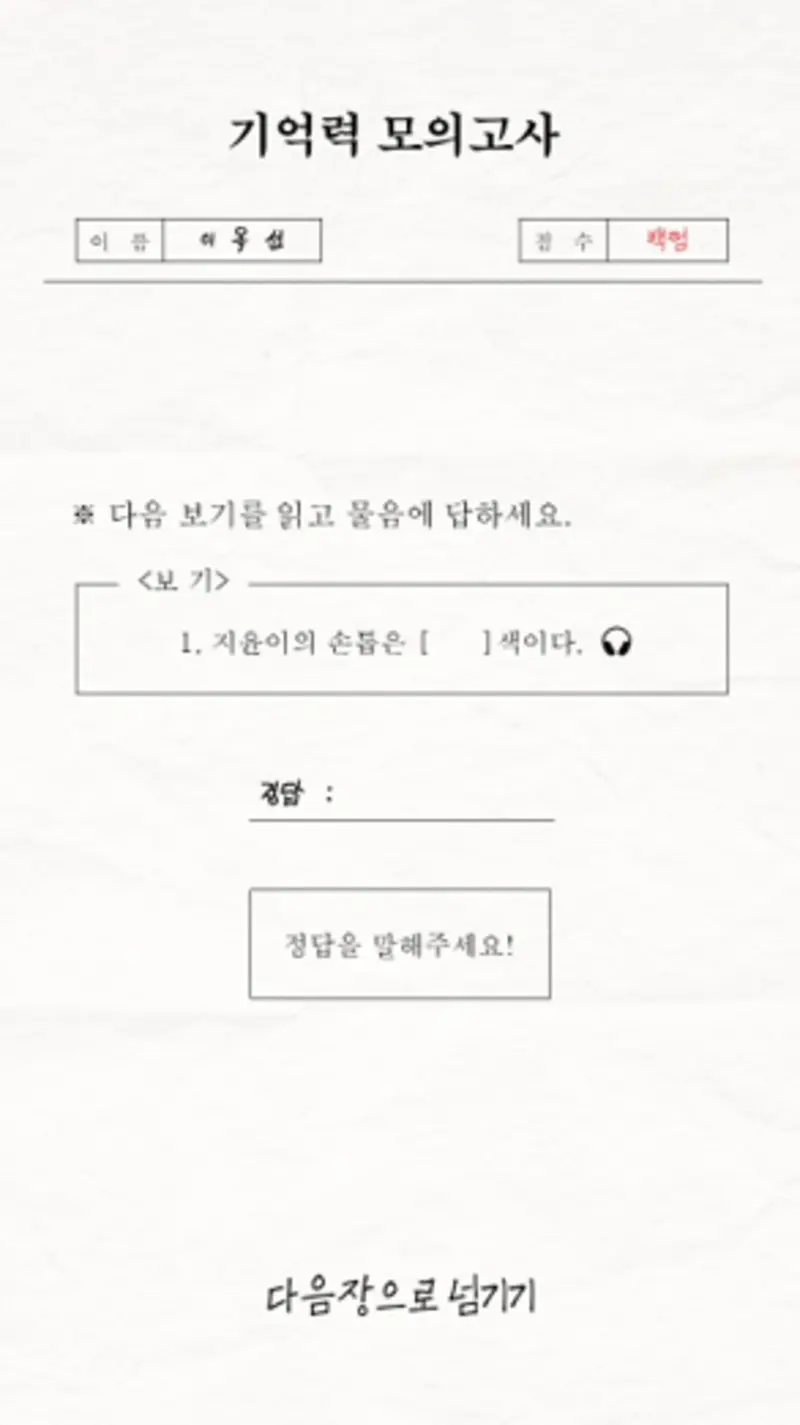 기억력 모의고사
이 름 이 옥 섭 점 수 백점
※ 다음 보기를 읽고 물음에 답하세요.
<보 기>
1. 지윤이의 손톱은 [ ]색이다. 🎧
정답 :
정답을 말해주세요!
다음장으로 넘기기